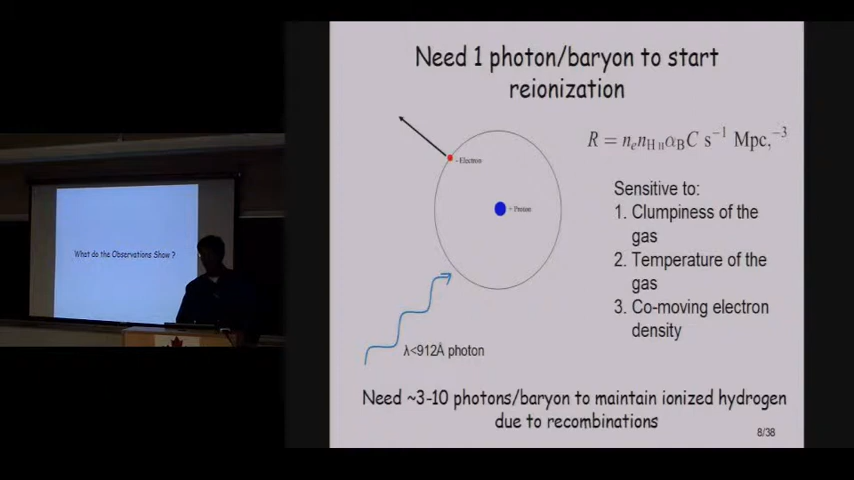 What do the Observations Show ?
Need 1 photon/baryon to start
reionization
- Electron
+ Proton
λ<912Å photon
R = nₑn_H II α_B C s⁻¹ Mpc,⁻³
Sensitive to:
1. Clumpiness of the
gas
2. Temperature of the
gas
3. Co-moving electron
density
Need ~3-10 photons/baryon to maintain ionized hydrogen
due to recombinations
8/38